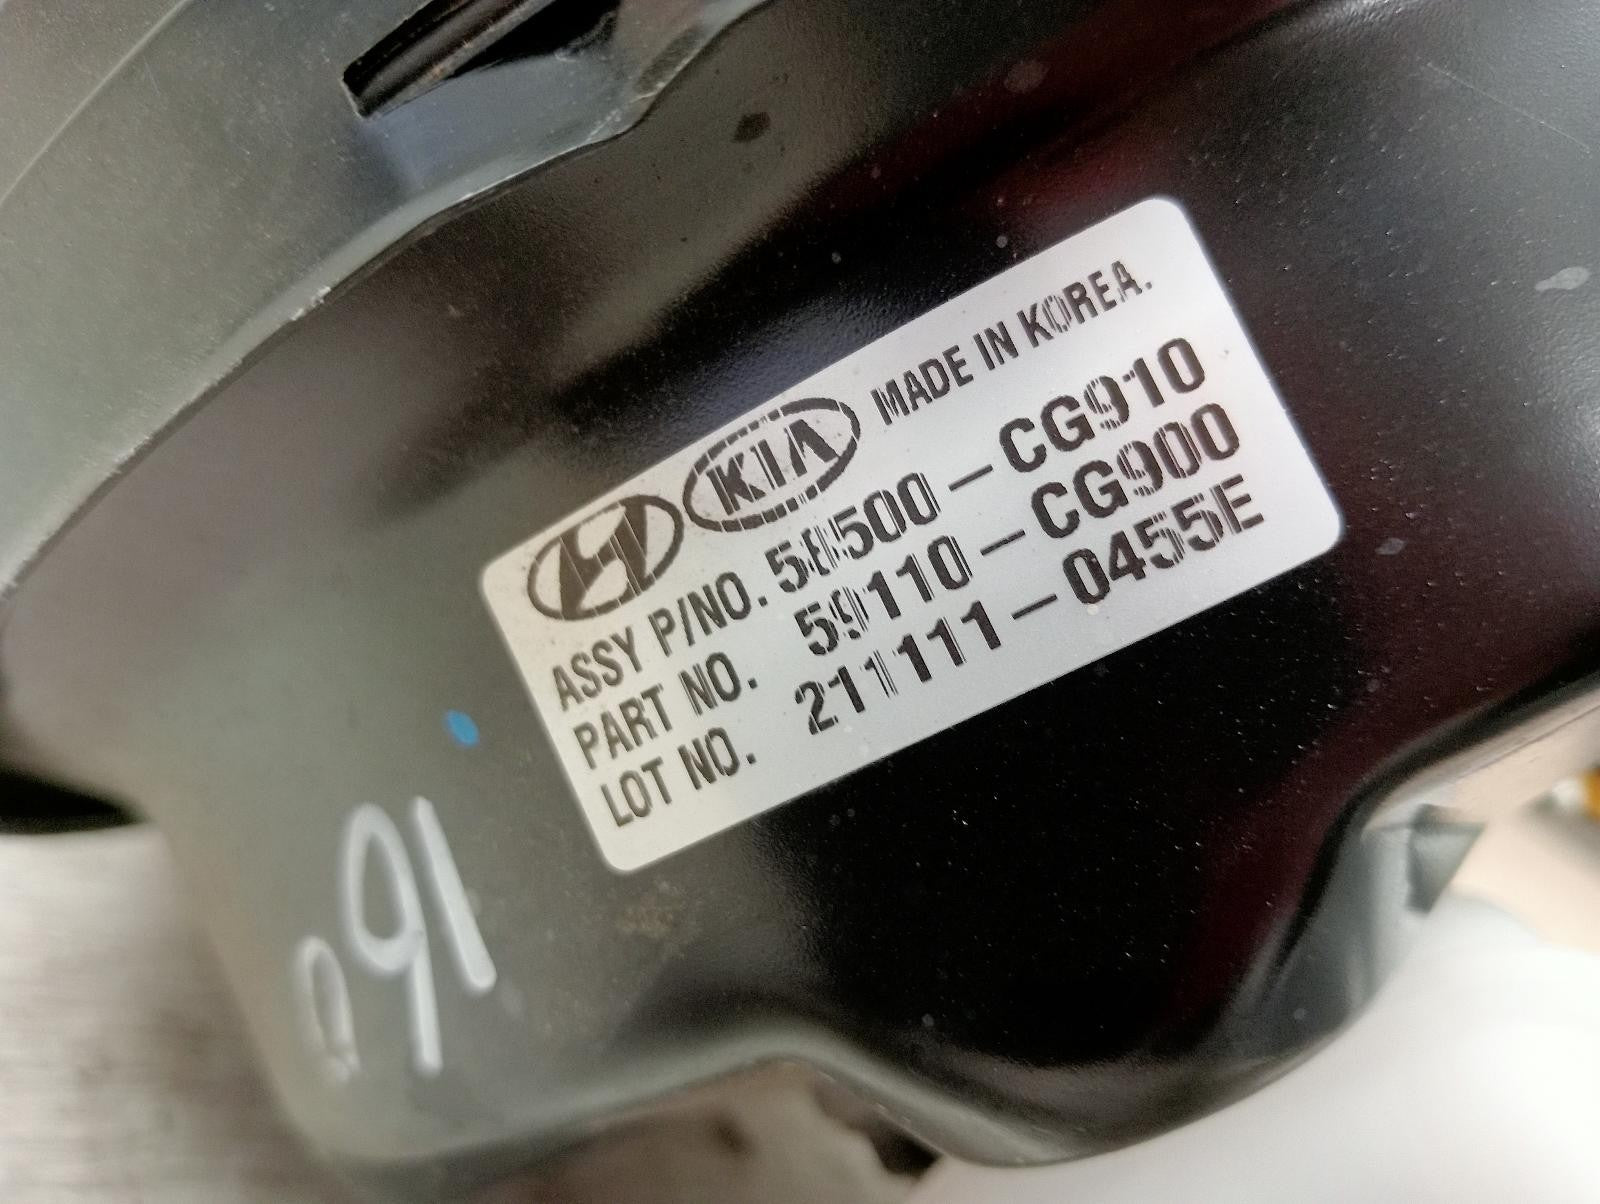 KIA MADE IN KOREA.
ASSY P/NO. 58500-CG910
PART NO. 59110-CG900
LOT NO. 211111-0455E